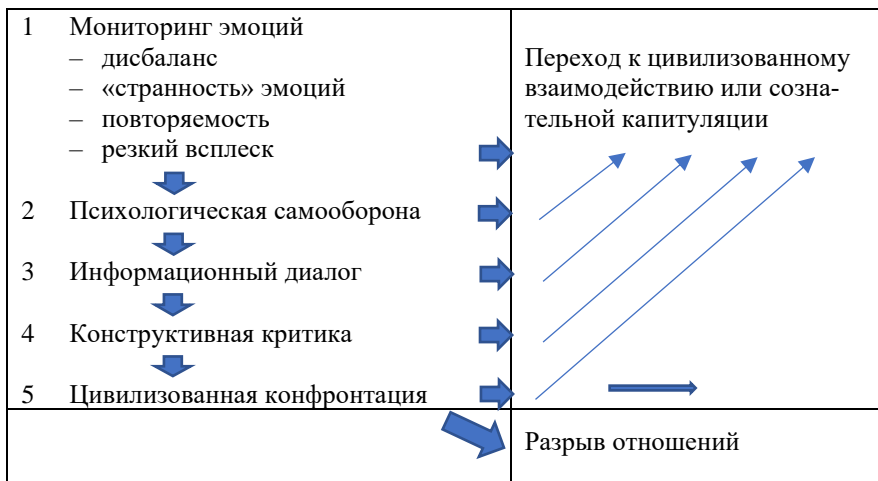 1 Мониторинг эмоций
– дисбаланс
– «странность» эмоций
– повторяемость
– резкий всплеск
2 Психологическая самооборона
3 Информационный диалог
4 Конструктивная критика
5 Цивилизованная конфронтация
Переход к цивилизованному
взаимодействию или созна-
тельной капитуляции
Разрыв отношений